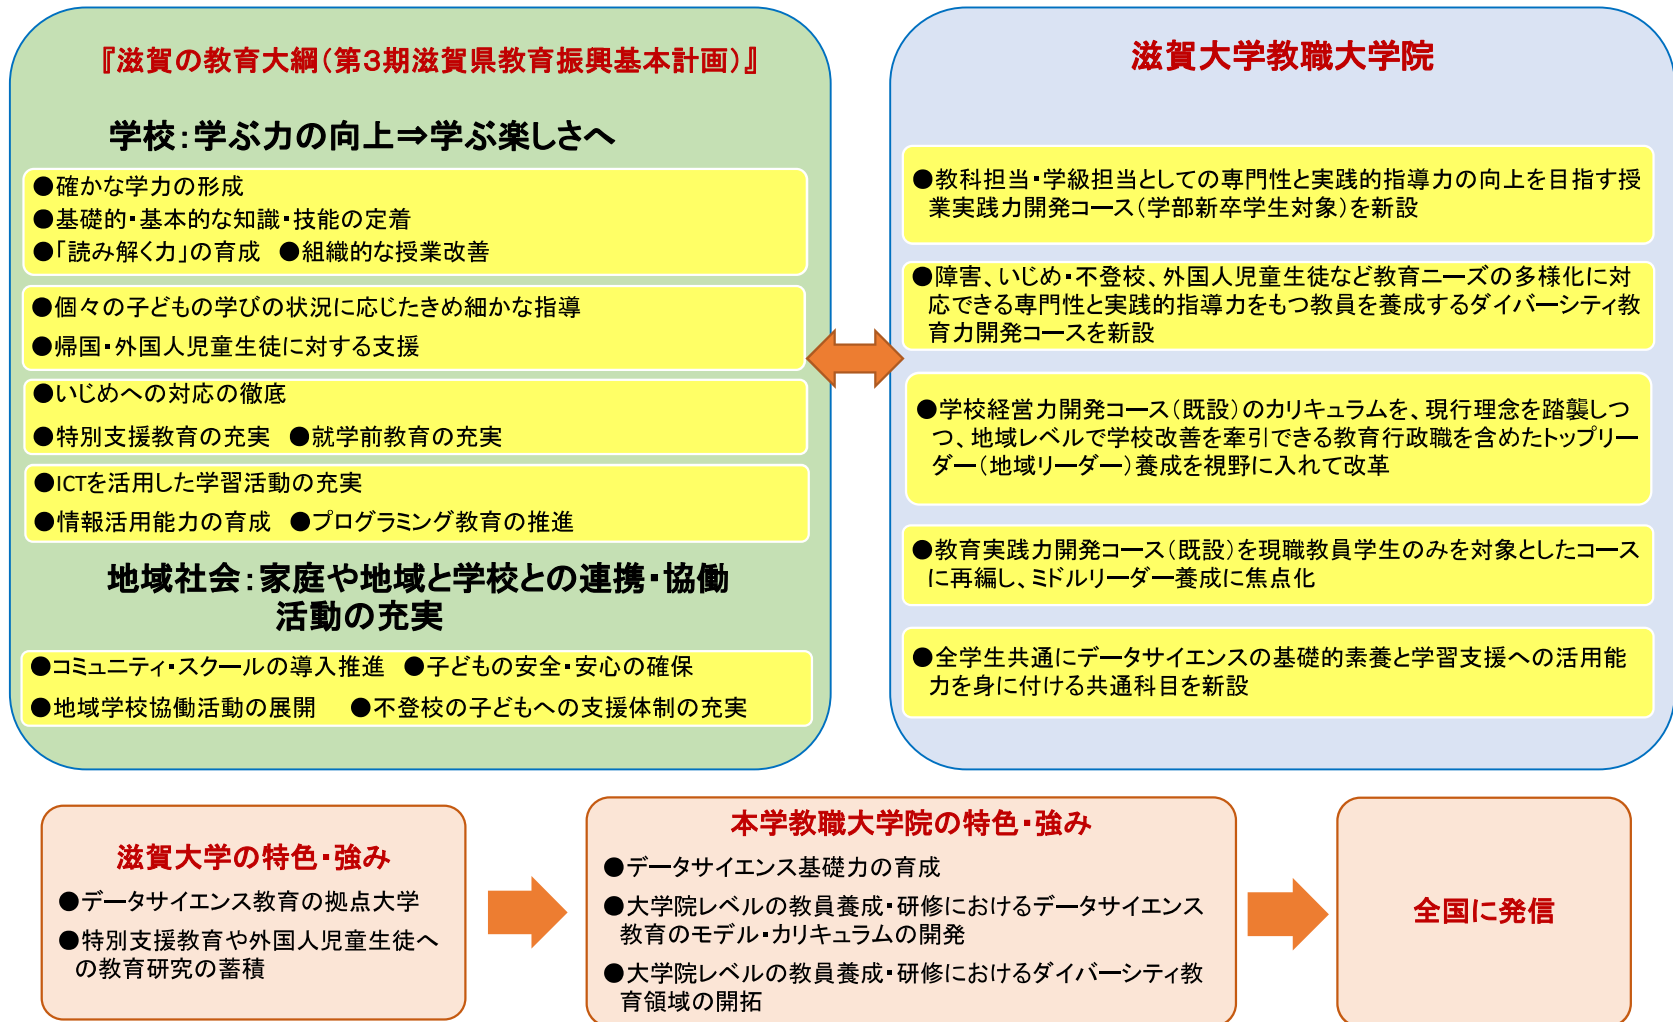 『滋賀の教育大綱(第3期滋賀県教育振興基本計画)』
学校:学ぶ力の向上⇒学ぶ楽しさへ
●確かな学力の形成
●基礎的・基本的な知識・技能の定着
●「読み解く力」の育成 ●組織的な授業改善
●個々の子どもの学びの状況に応じたきめ細かな指導
●帰国・外国人児童生徒に対する支援
●いじめへの対応の徹底
●特別支援教育の充実 ●就学前教育の充実
●ICTを活用した学習活動の充実
●情報活用能力の育成 ●プログラミング教育の推進
地域社会:家庭や地域と学校との連携・協働
活動の充実
●コミュニティ・スクールの導入推進 ●子どもの安全・安心の確保
●地域学校協働活動の展開 ●不登校の子どもへの支援体制の充実
滋賀大学教職大学院
●教科担当・学級担当としての専門性と実践的指導力の向上を目指す授
業実践力開発コース(学部新卒学生対象)を新設
●障害、いじめ・不登校、外国人児童生徒など教育ニーズの多様化に対
応できる専門性と実践的指導力をもつ教員を養成するダイバーシティ教
育力開発コースを新設
●学校経営力開発コース(既設)のカリキュラムを、現行理念を踏襲しつ
つ、地域レベルで学校改善を牽引できる教育行政職を含めたトップリー
ダー(地域リーダー)養成を視野に入れて改革
●教育実践力開発コース(既設)を現職教員学生のみを対象としたコース
に再編し、ミドルリーダー養成に焦点化
●全学生共通にデータサイエンスの基礎的素養と学習支援への活用能
力を身に付ける共通科目を新設
滋賀大学の特色・強み
●データサイエンス教育の拠点大学
●特別支援教育や外国人児童生徒へ
の教育研究の蓄積
本学教職大学院の特色・強み
●データサイエンス基礎力の育成
●大学院レベルの教員養成・研修におけるデータサイエンス
教育のモデル・カリキュラムの開発
●大学院レベルの教員養成・研修におけるダイバーシティ教
育領域の開拓
全国に発信